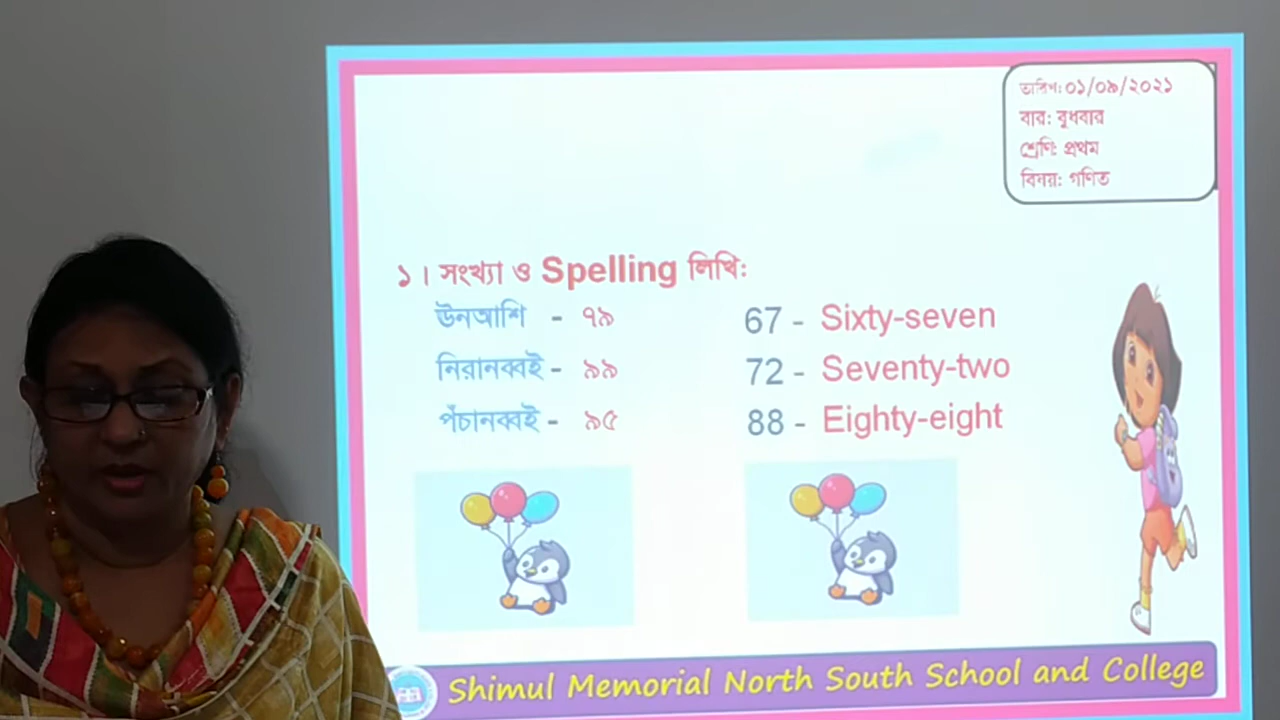 তারিখ: ০১/০৯/২০২১
বার: বুধবার
শ্রেণি: প্রথম
বিষয়: গণিত
১। সংখ্যা ও Spelling লিখি:
উনআশি - ৭৯ 67 - Sixty-seven
নিরানব্বই - ৯৯ 72 - Seventy-two
পঁচানব্বই - ৯৫ 88 - Eighty-eight
Shimul Memorial North South School and College